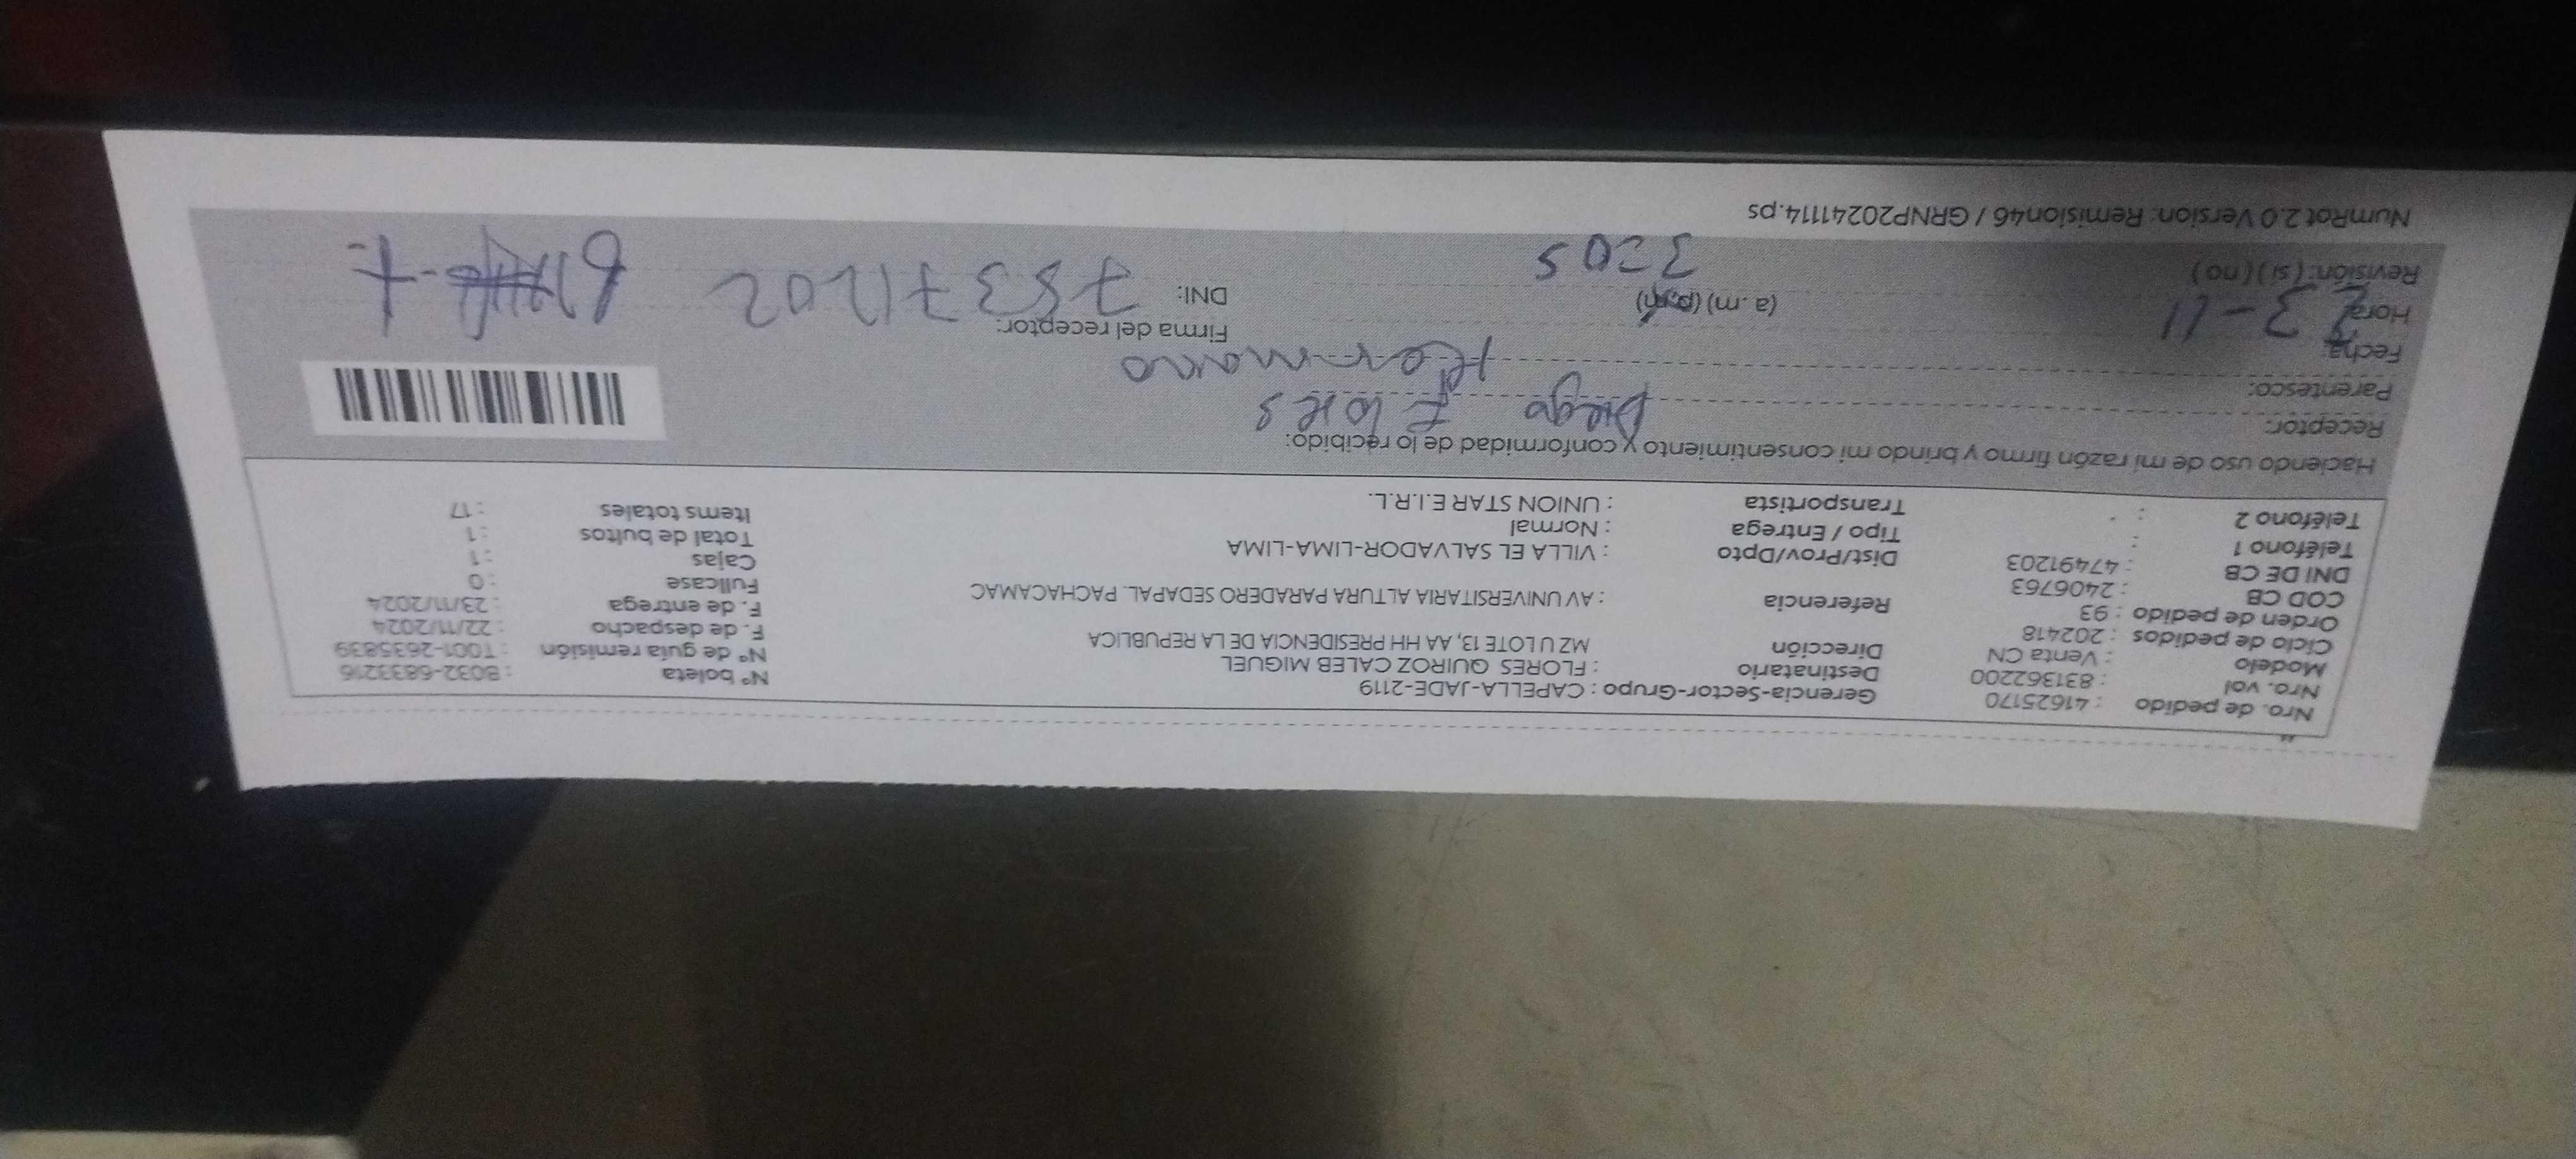 Nro. de pedido : 41625170 Gerencia-Sector-Grupo : CAPELLA-JADE-2119 N° boleta : B032-6833216
Nro. vol : 831362200 Destinatario : FLORES QUIROZ CALEB MIGUEL N° de guía remisión : T001-2635839
Modelo : Venta CN Dirección MZ U LOTE 13, AA HH PRESIDENCIA DE LA REPUBLICA F. de despacho : 22/11/2024
Ciclo de pedidos : 202418 F. de entrega : 23/11/2024
Orden de pedido : 93 Referencia : AV UNIVERSITARIA ALTURA PARADERO SEDAPAL. PACHACAMAC Fullcase : 0
COD CB : 2406763 Cajas : 1
DNI DE CB : 47491203 Dist/Prov/Dpto : VILLA EL SALVADOR-LIMA-LIMA Total de bultos : 1
Teléfono 1 : Tipo / Entrega : Normal Items totales : 17
Teléfono 2 : Transportista : UNION STAR E.I.R.L.
Haciendo uso de mi razón firmo y brindo mi consentimiento y conformidad de lo recibido:
Receptor: Diego Flores
Parentesco: Hermano
Fecha: 23-11 Firma del receptor:
Hora: (a. m) (p.m) DNI:
Revisión: ( si ) ( no ) 3=05
NumRot 2.0 Version: Remision46 / GRNP20241114.ps